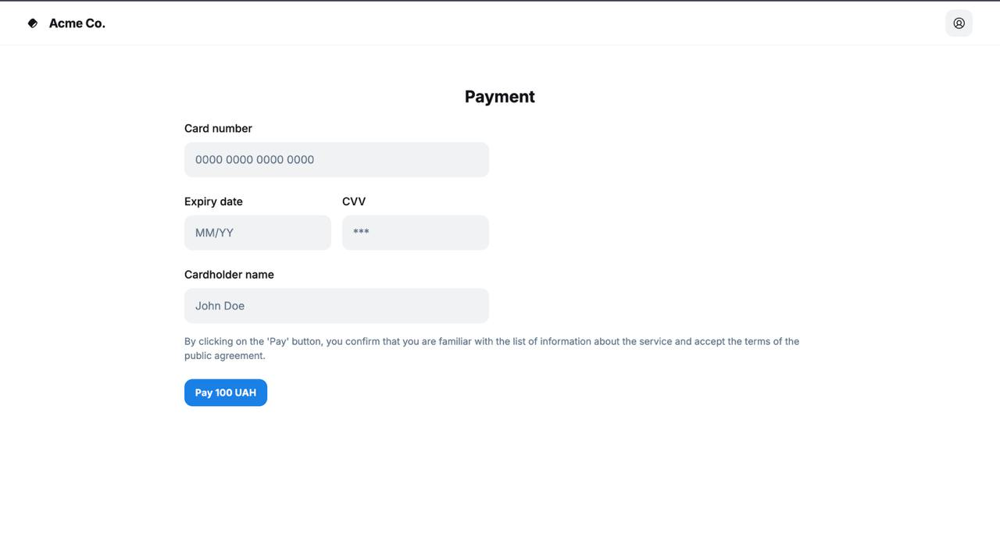 Acme Co.
Payment
Card number
0000 0000 0000 0000
Expiry date
CVV
MM/YY
***
Cardholder name
John Doe
By clicking on the 'Pay' button, you confirm that you are familiar with the list of information about the service and accept the terms of the
public agreement.
Pay 100 UAH